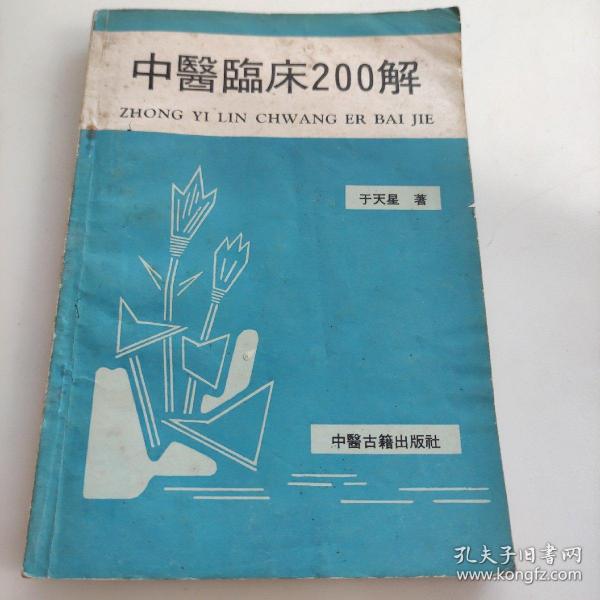 中醫臨床200解
ZHONG YI LIN CHWANG ER BAI JIE
于天星 著
中醫古籍出版社
孔夫子旧书网
www.kongfz.com